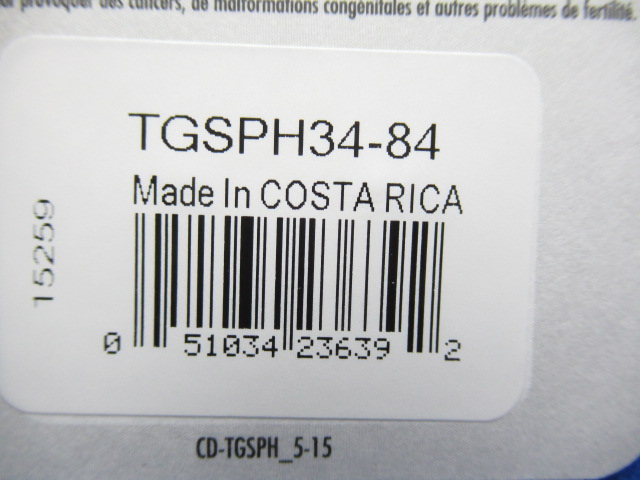 provoquer des cancers, de malformations congénitales et autres problèmes de fertilité.
TGSPH34-84
Made In COSTA RICA
15259
0 51034 23639 2
CD-TGSPH_5-15